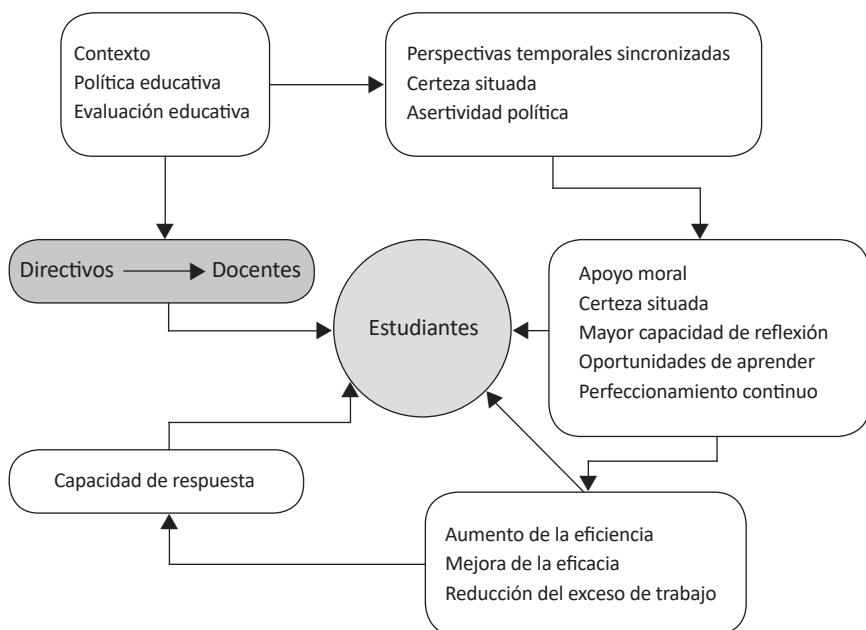 Contexto
Política educativa
Evaluación educativa
Perspectivas temporales sincronizadas
Certeza situada
Asertividad política
Directivos
Docentes
Estudiantes
Apoyo moral
Certeza situada
Mayor capacidad de reflexión
Oportunidades de aprender
Perfeccionamiento continuo
Capacidad de respuesta
Aumento de la eficiencia
Mejora de la eficacia
Reducción del exceso de trabajo